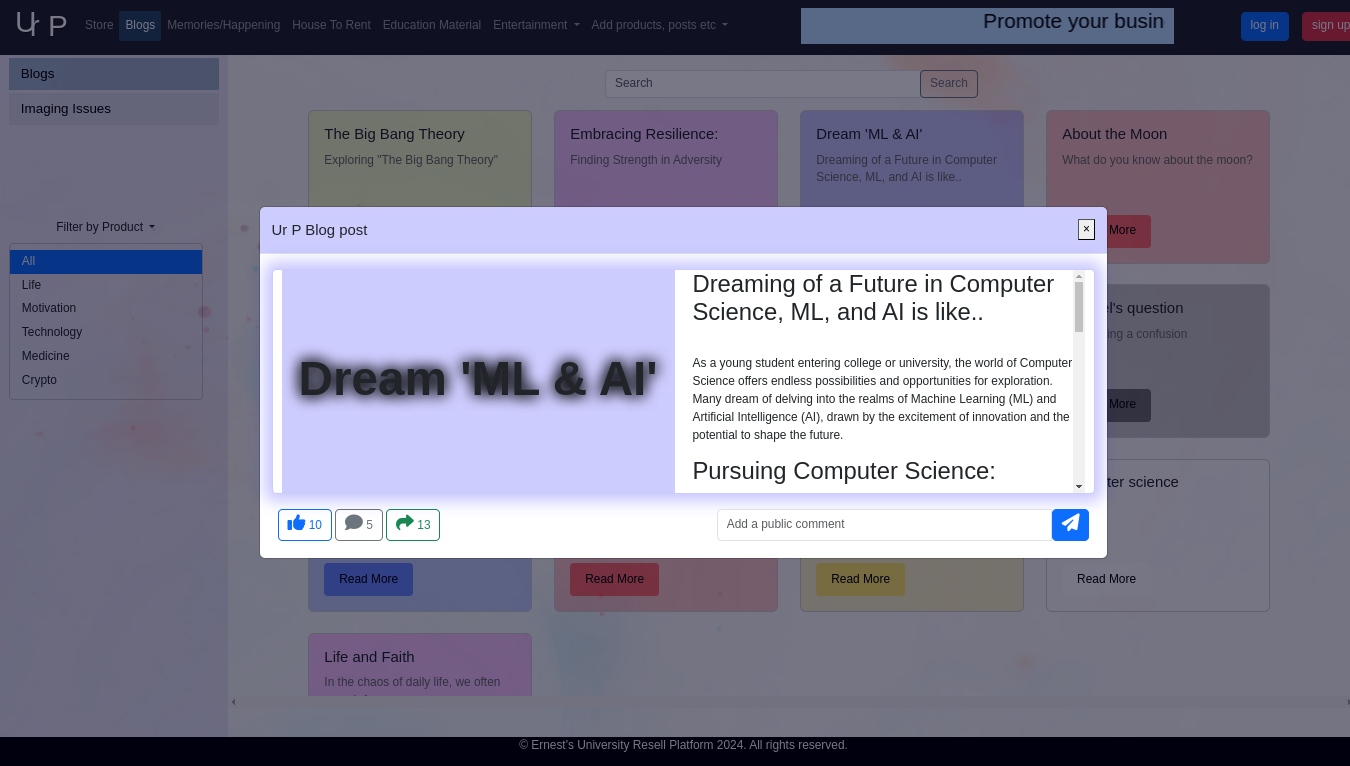 Ur P
Store
Blogs
Memories/Happening
House To Rent
Education Material
Entertainment
Add products, posts etc
Promote your busin
log in
sign up
Blogs
Imaging Issues
Filter by Product
All
Life
Motivation
Technology
Medicine
Crypto
Search
Search
The Big Bang Theory
Exploring "The Big Bang Theory"
Embracing Resilience:
Finding Strength in Adversity
Dream 'ML & AI'
Dreaming of a Future in Computer
Science, ML, and AI is like..
About the Moon
What do you know about the moon?
More
Ur P Blog post
×
Dream 'ML & AI'
Dreaming of a Future in Computer
Science, ML, and AI is like..
As a young student entering college or university, the world of Computer
Science offers endless possibilities and opportunities for exploration.
Many dream of delving into the realms of Machine Learning (ML) and
Artificial Intelligence (AI), drawn by the excitement of innovation and the
potential to shape the future.
Pursuing Computer Science:
10
5
13
Add a public comment
question
a confusion
More
science
Read More
Read More
Read More
Read More
Life and Faith
In the chaos of daily life, we often
© Ernest's University Resell Platform 2024. All rights reserved.